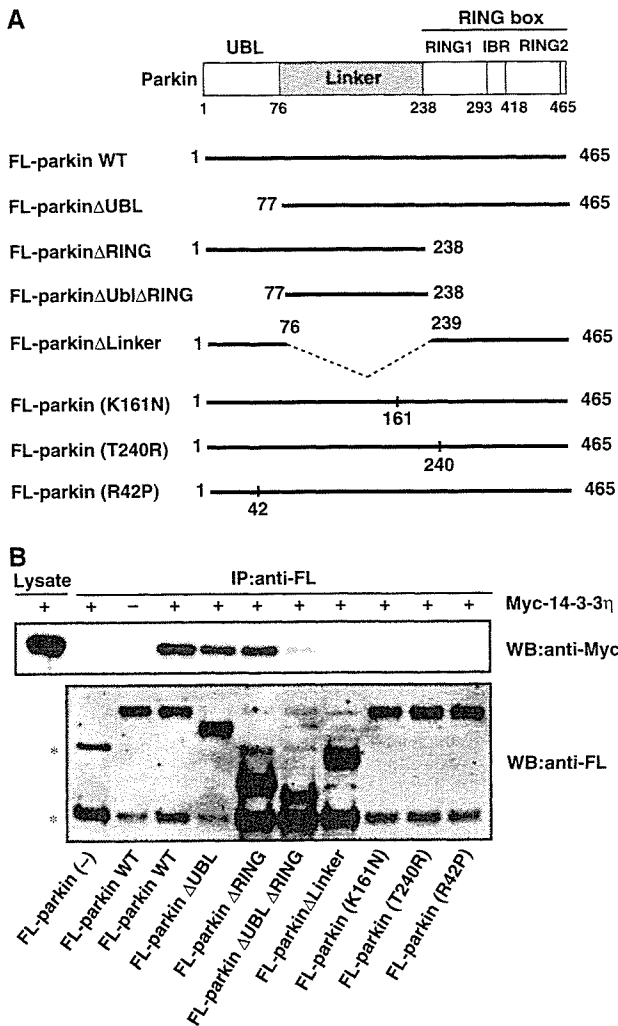 A
RING box
UBL RING1 IBR RING2
Parkin Linker
1 76 238 293 418 465
FL-parkin WT 1 465
FL-parkinΔUBL 77 465
FL-parkinΔRING 1 238
FL-parkinΔUblΔRING 77 238
FL-parkinΔLinker 1 76 239 465
FL-parkin (K161N) 1 465
161
FL-parkin (T240R) 1 465
240
FL-parkin (R42P) 1 465
42
B
Lysate IP:anti-FL
+ + − + + + + + + + + Myc-14-3-3η
WB:anti-Myc
* WB:anti-FL
*
FL-parkin (−)
FL-parkin WT
FL-parkin WT
FL-parkin ΔUBL
FL-parkin ΔRING
FL-parkin ΔUBL ΔRING
FL-parkinΔLinker
FL-parkin (K161N)
FL-parkin (T240R)
FL-parkin (R42P)